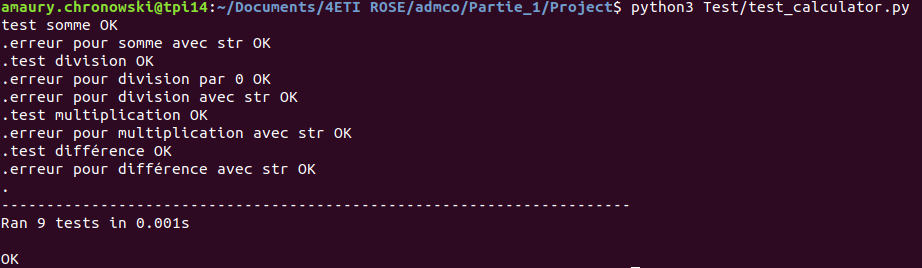 amaury.chronowski@tpi14:~/Documents/4ETI ROSE/admco/Partie_1/Project$ python3 Test/test_calculator.py
test somme OK
.erreur pour somme avec str OK
.test division OK
.erreur pour division par 0 OK
.erreur pour division avec str OK
.test multiplication OK
.erreur pour multiplication avec str OK
.test différence OK
.erreur pour différence avec str OK
.
----------------------------------------------------------------------
Ran 9 tests in 0.001s

OK